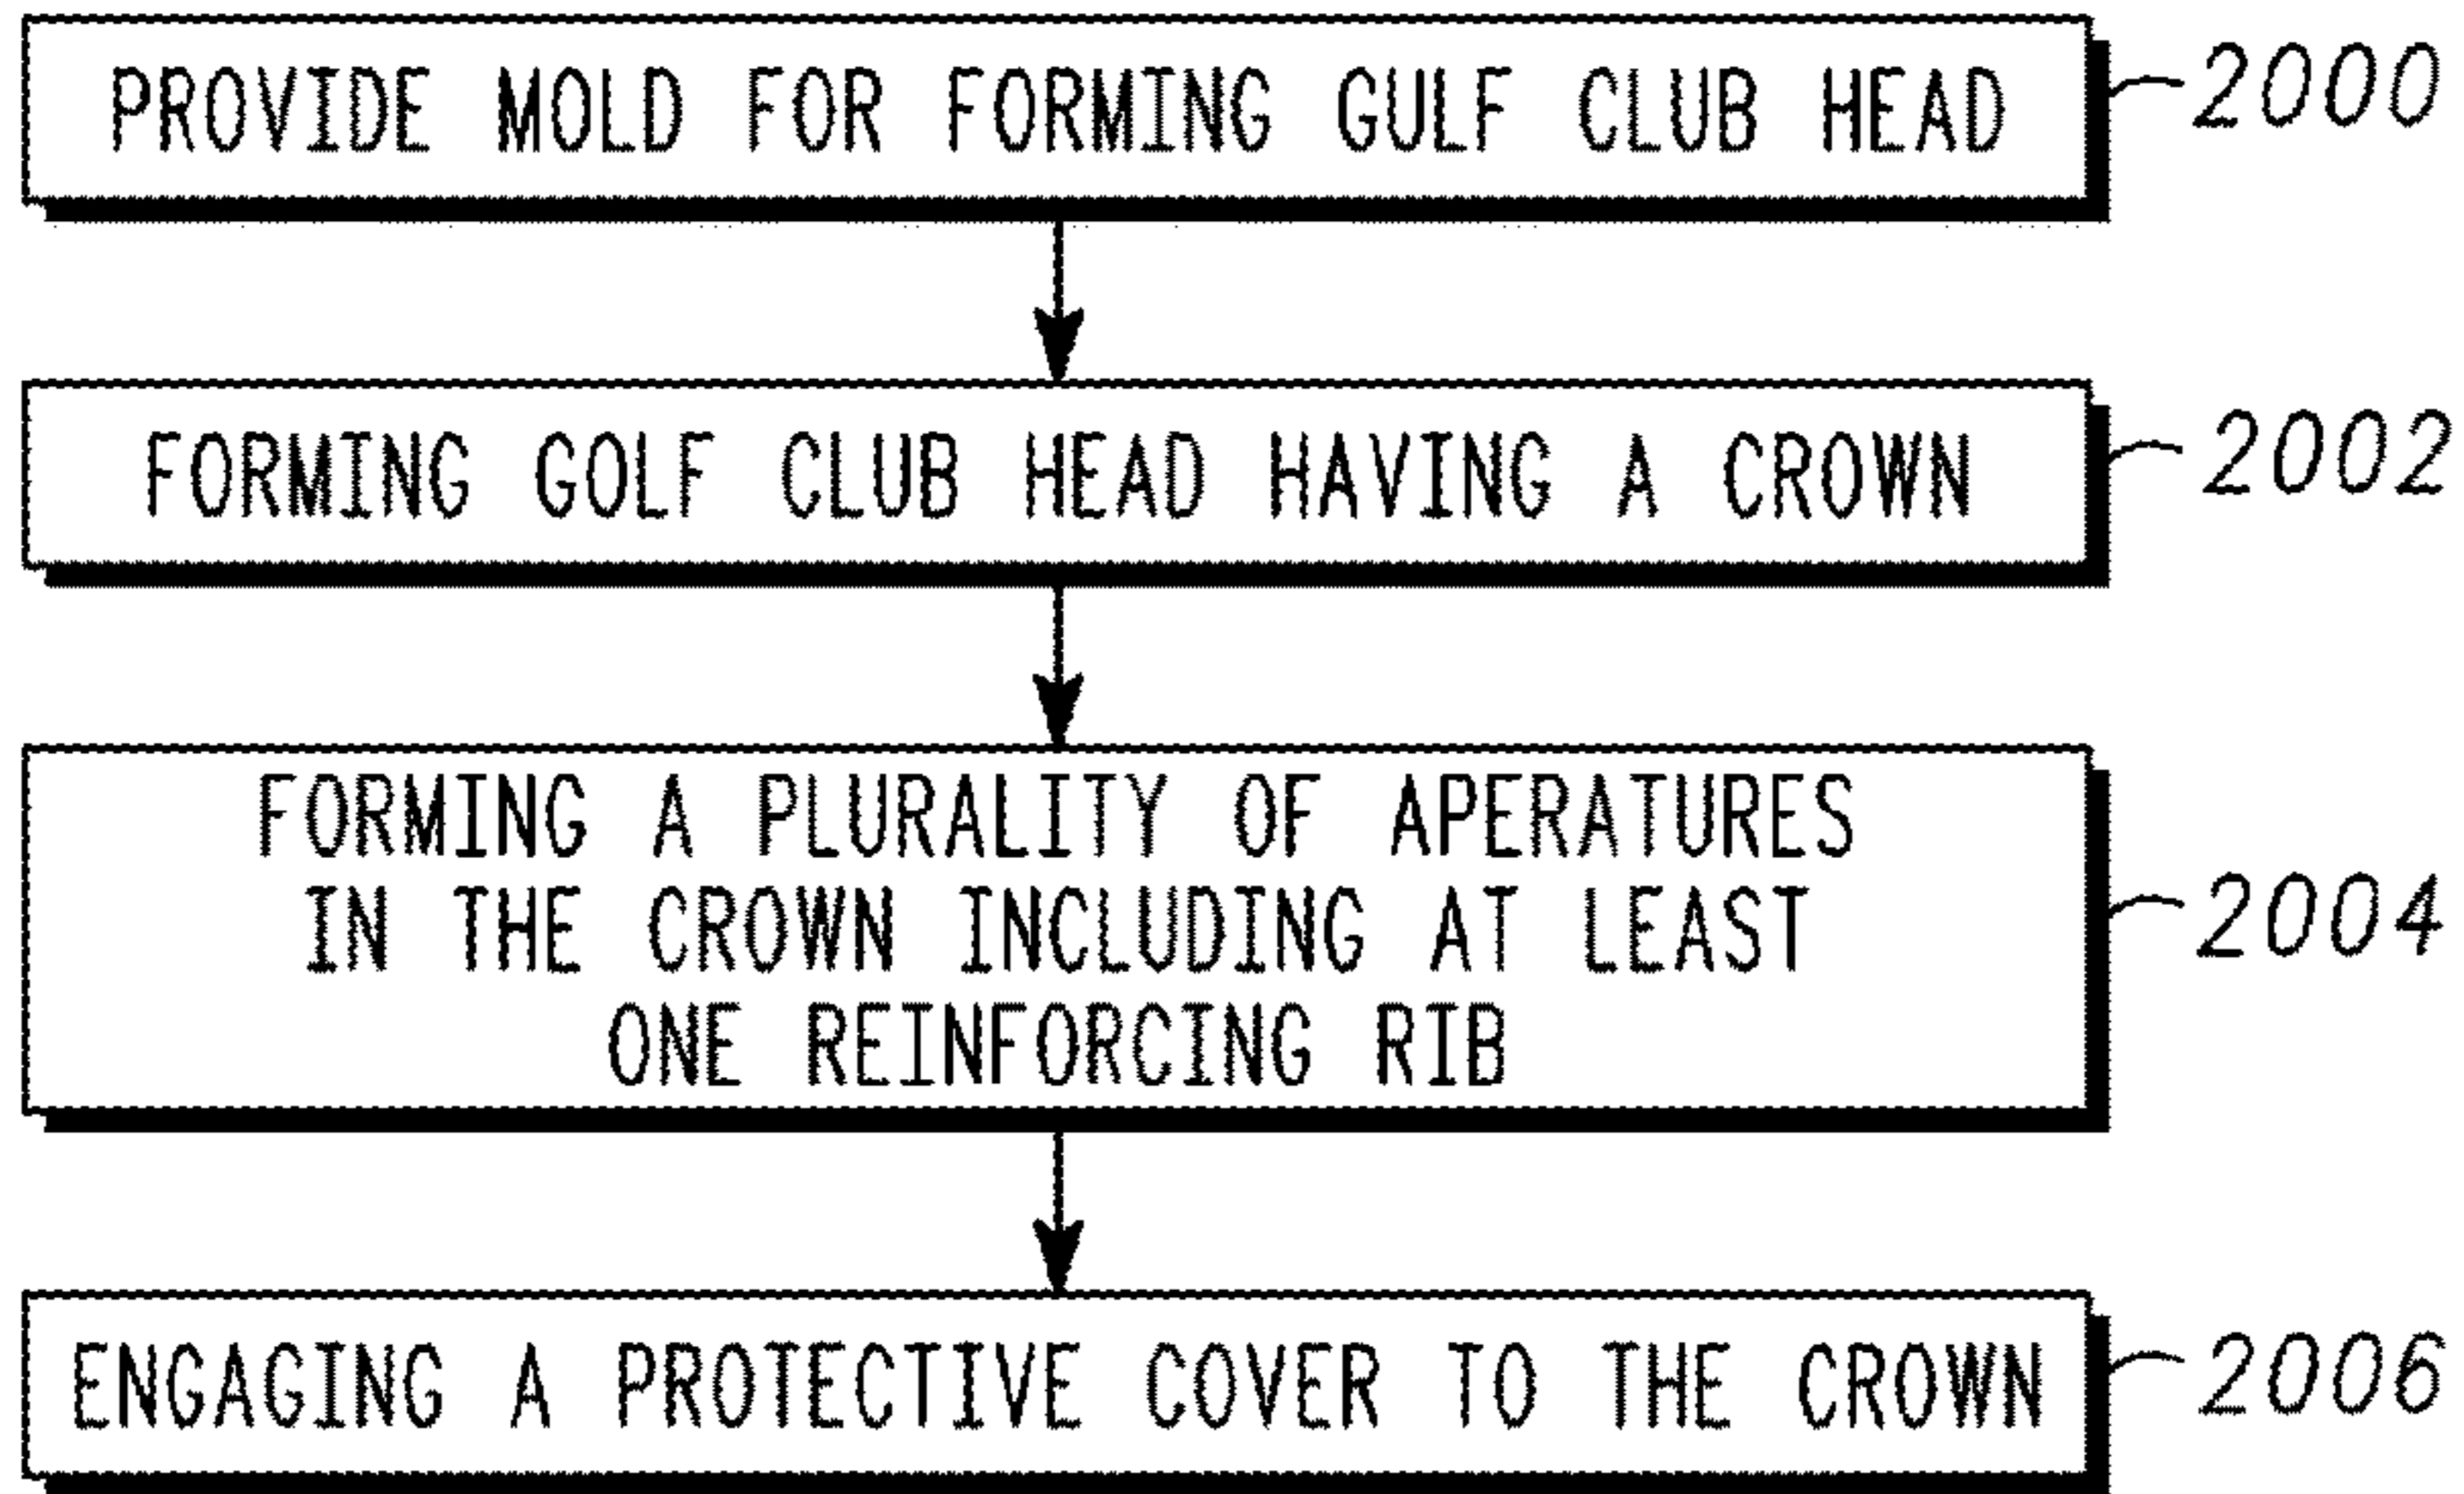 PROVIDE MOLD FOR FORMING GULF CLUB HEAD
2000
FORMING GOLF CLUB HEAD HAVING A CROWN
2002
FORMING A PLURALITY OF APERATURES
IN THE CROWN INCLUDING AT LEAST
ONE REINFORCING RIB
2004
ENGAGING A PROTECTIVE COVER TO THE CROWN
2006